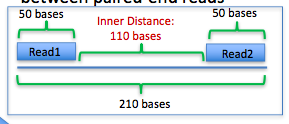 between paired end reads
50 bases
Inner Distance:
110 bases
50 bases
Read1
Read2
210 bases